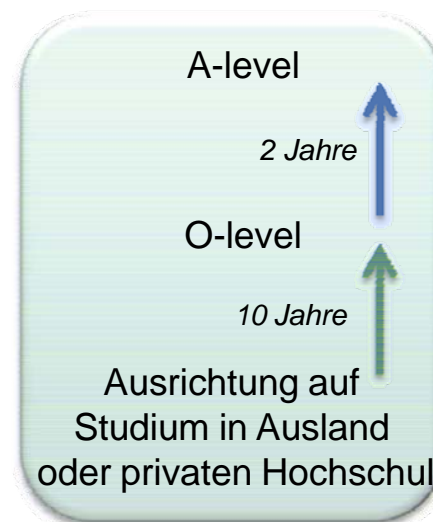 A-level
2 Jahre
O-level
10 Jahre
Ausrichtung auf
Studium in Ausland
oder privaten Hochschul